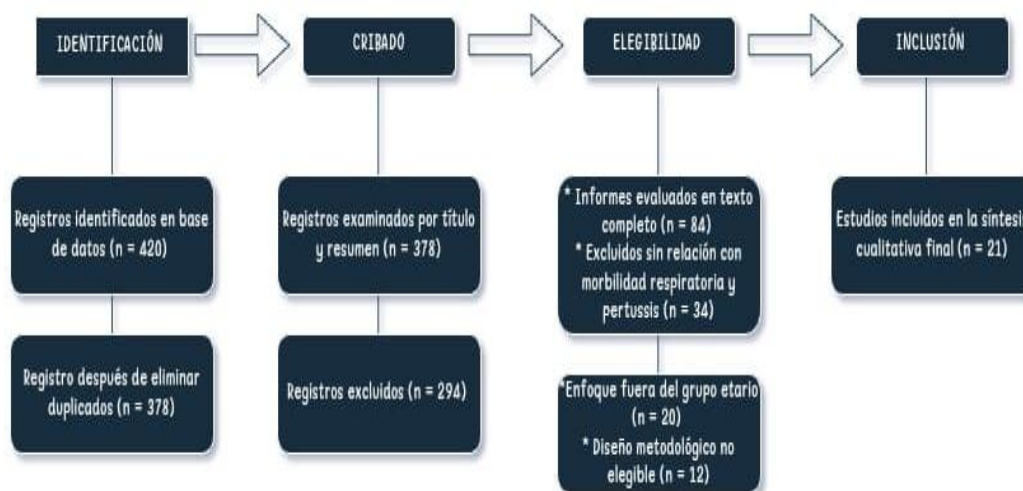 IDENTIFICACIÓN
CRIBADO
ELEGIBILIDAD
INCLUSIÓN
Registros identificados en base
de datos (n = 420)
Registros examinados por título
y resumen (n = 378)
* Informes evaluados en texto
completo (n = 84)
* Excluidos sin relación con
morbilidad respiratoria y
pertussis (n = 34)
Estudios incluidos en la síntesis
cualitativa final (n = 21)
Registro después de eliminar
duplicados (n = 378)
Registros excluidos (n = 294)
*Enfoque fuera del grupo etario
(n = 20)
* Diseño metodológico no
elegible (n = 12)